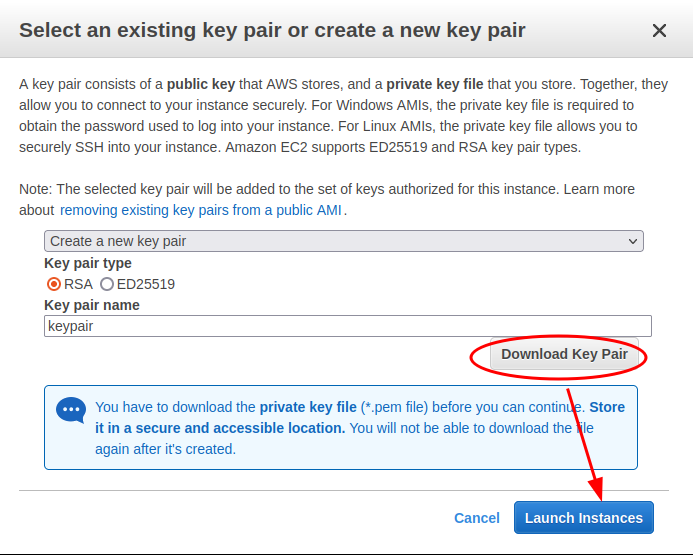 Select an existing key pair or create a new key pair
A key pair consists of a public key that AWS stores, and a private key file that you store. Together, they
allow you to connect to your instance securely. For Windows AMIs, the private key file is required to
obtain the password used to log into your instance. For Linux AMIs, the private key file allows you to
securely SSH into your instance. Amazon EC2 supports ED25519 and RSA key pair types.
Note: The selected key pair will be added to the set of keys authorized for this instance. Learn more
about removing existing key pairs from a public AMI.
Create a new key pair
Key pair type
RSA ED25519
Key pair name
keypair
Download Key Pair
You have to download the private key file (*.pem file) before you can continue. Store
it in a secure and accessible location. You will not be able to download the file
again after it's created.
Cancel Launch Instances